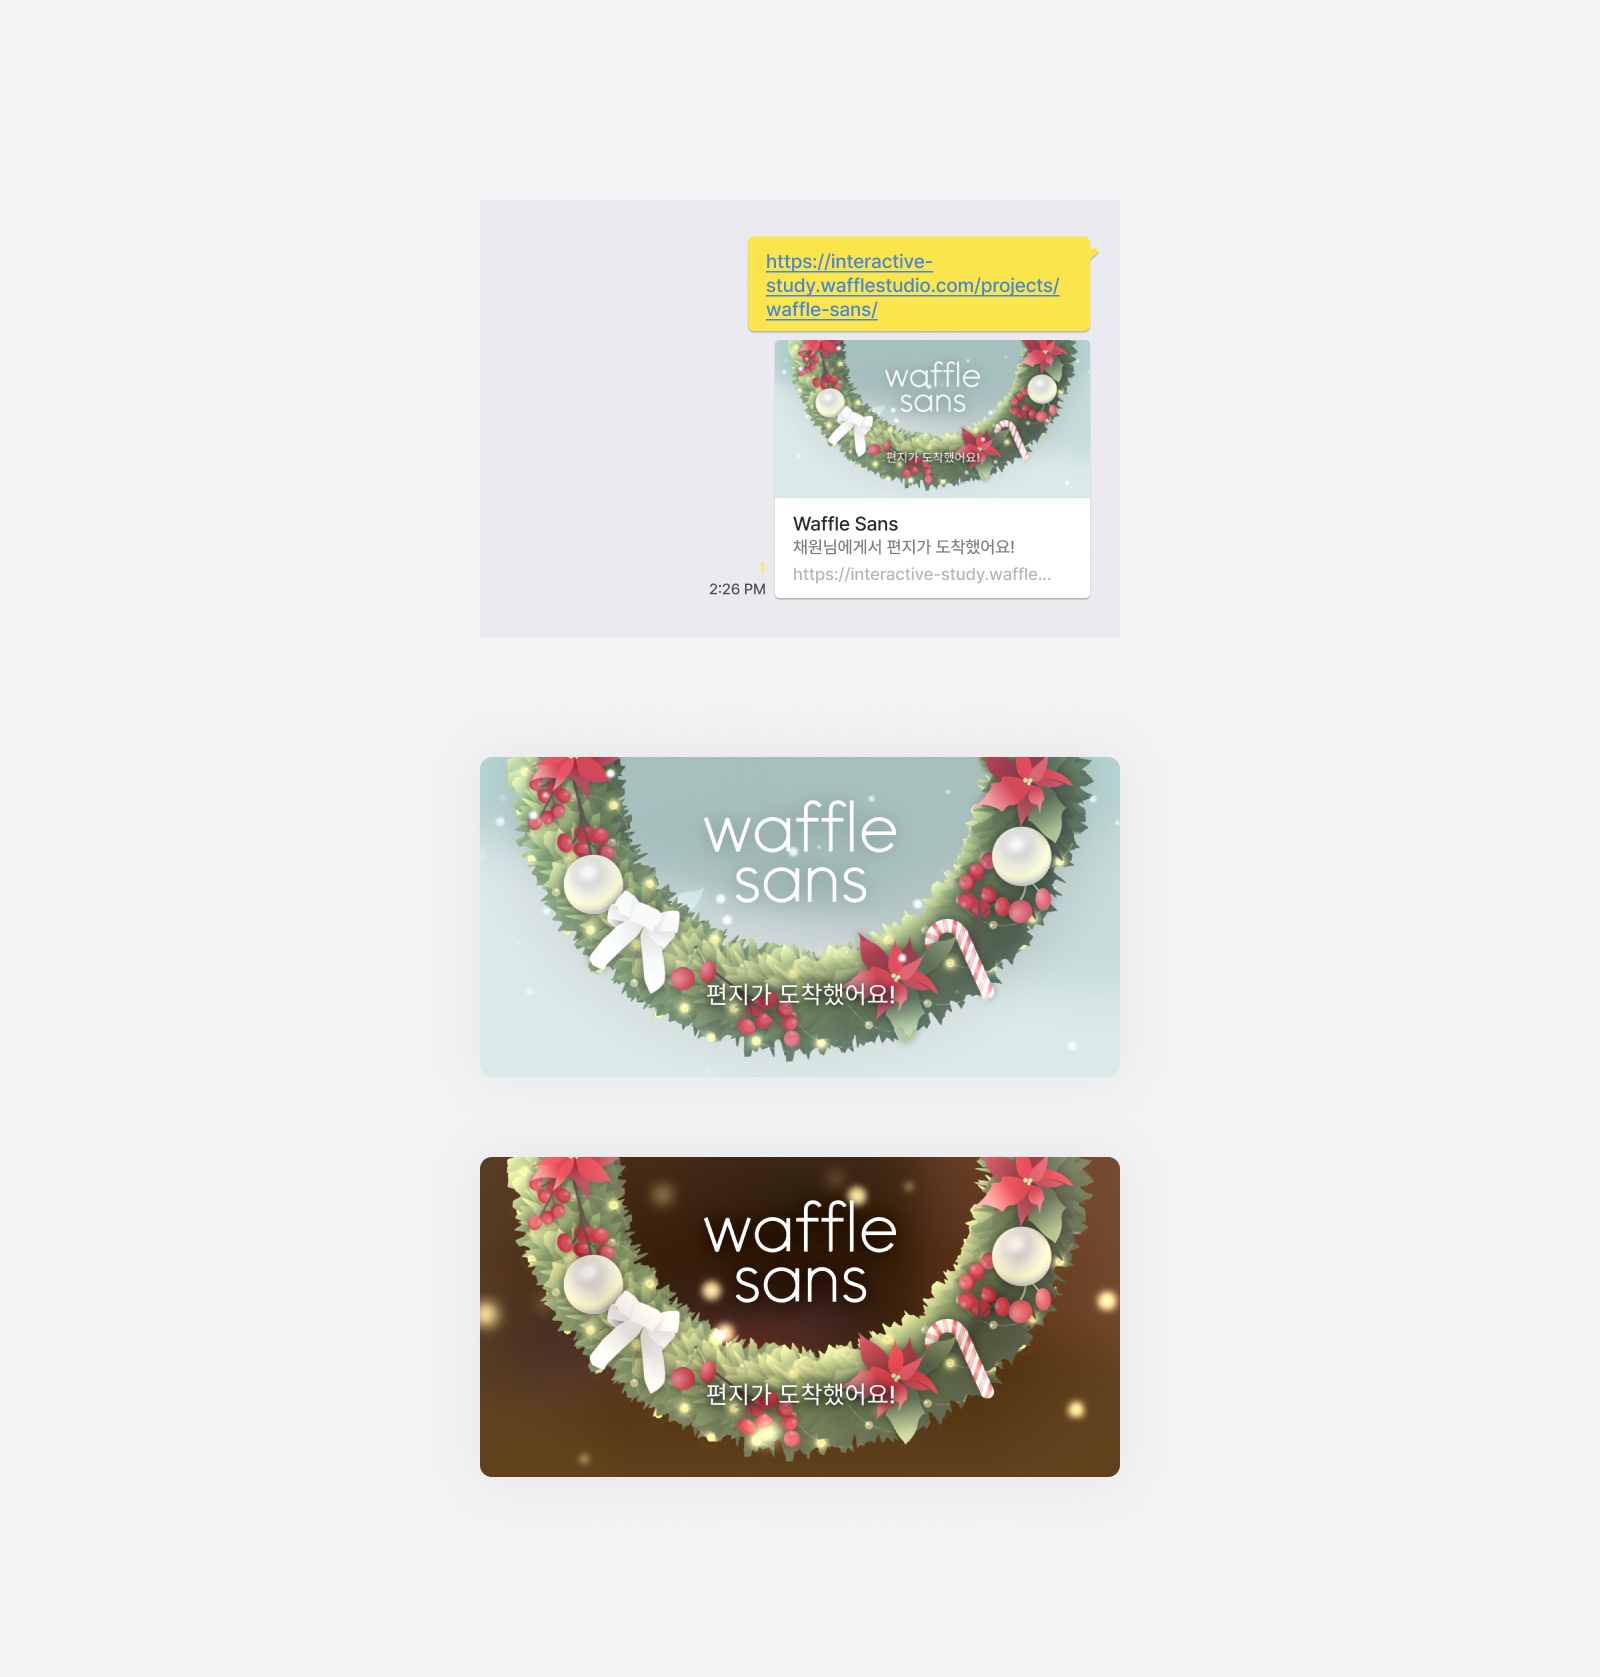 https://interactive-
study.wafflestudio.com/projects/
waffle-sans/
waffle
sans
편지가 도착했어요!
Waffle Sans
채원님에게서 편지가 도착했어요!
https://interactive-study.waffle...
1
2:26 PM
waffle
sans
편지가 도착했어요!
waffle
sans
편지가 도착했어요!